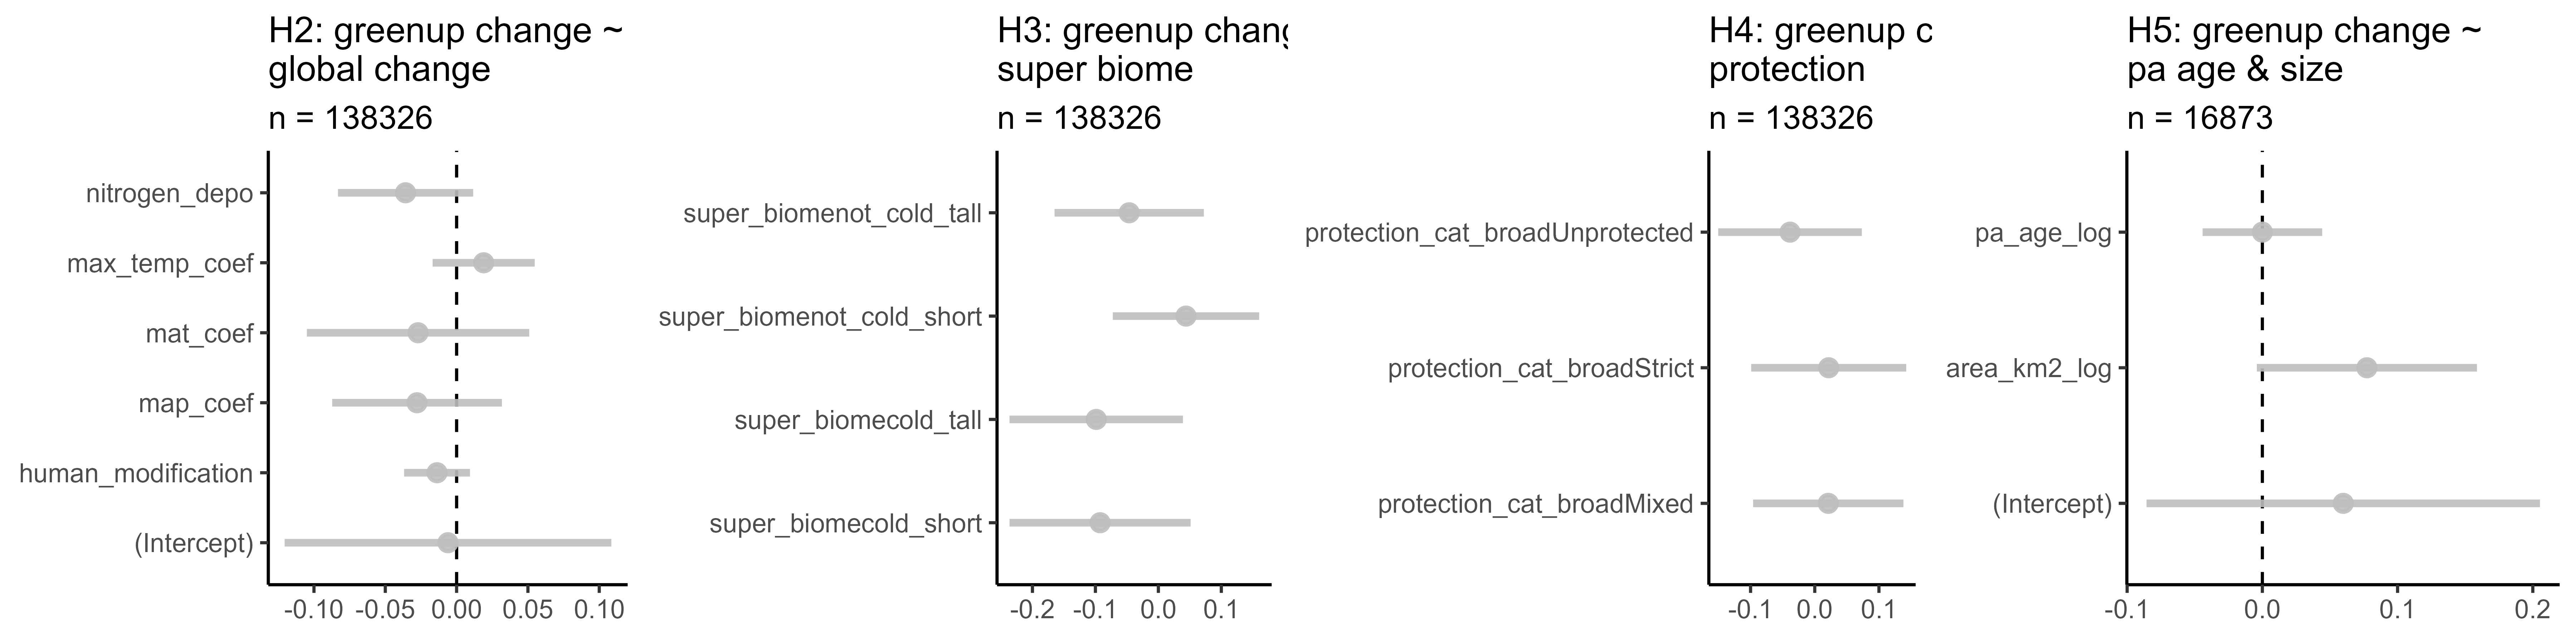 H2: greenup change ~
global change
n = 138326
nitrogen_depo
max_temp_coef
mat_coef
map_coef
human_modification
(Intercept)
-0.10 -0.05 0.00 0.05 0.10
H3: greenup chang
super biome
n = 138326
super_biomenot_cold_tall
super_biomenot_cold_short
super_biomecold_tall
super_biomecold_short
-0.2 -0.1 0.0 0.1
H4: greenup c
protection
n = 138326
protection_cat_broadUnprotected
protection_cat_broadStrict
protection_cat_broadMixed
-0.1 0.0 0.1
H5: greenup change ~
pa age & size
n = 16873
pa_age_log
area_km2_log
(Intercept)
-0.1 0.0 0.1 0.2